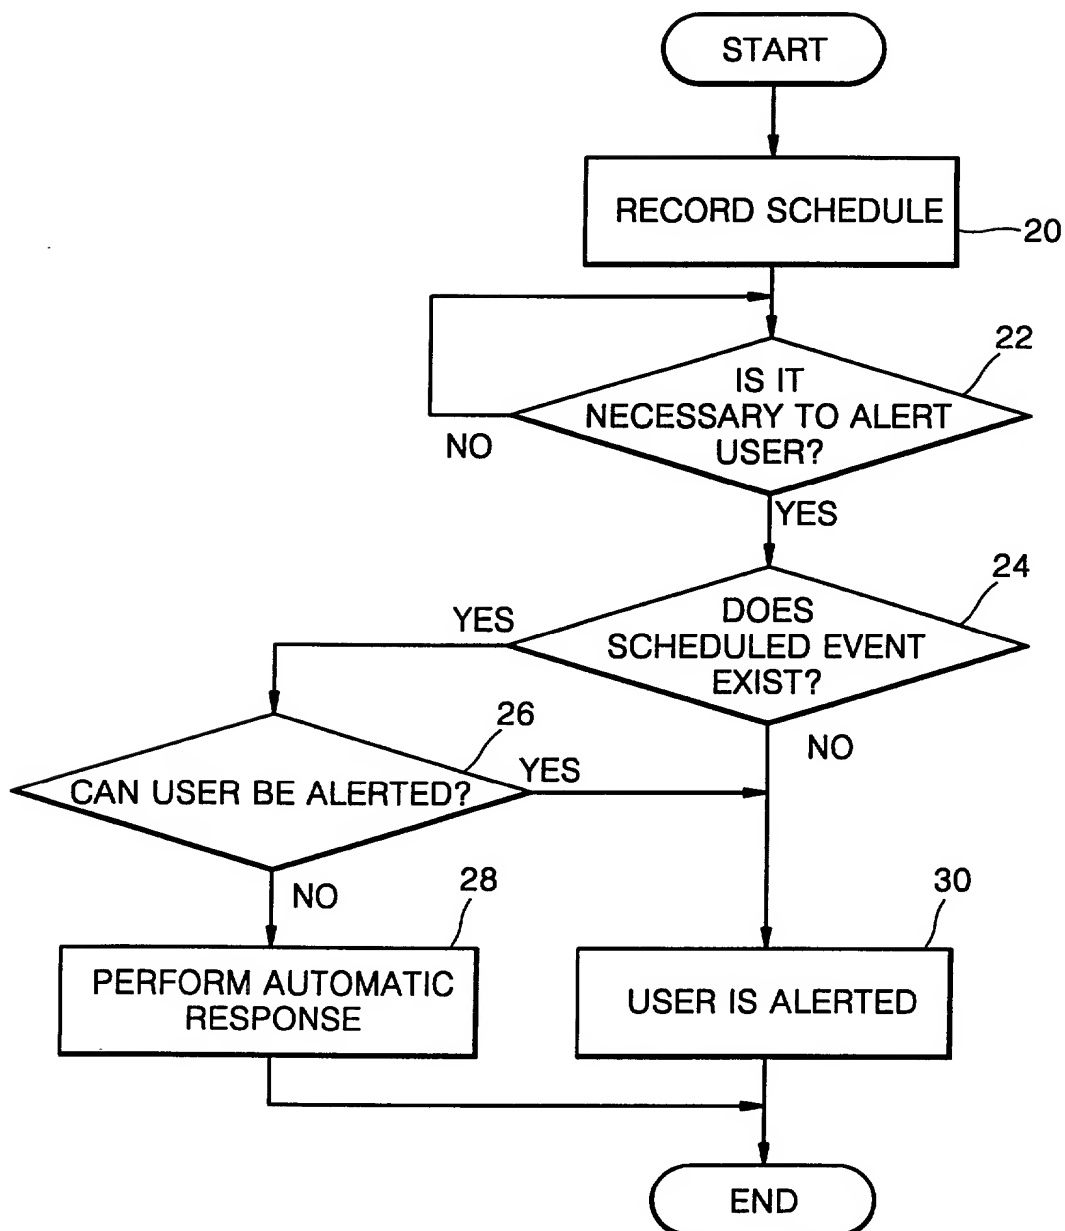 START
RECORD SCHEDULE
20
22
IS IT
NECESSARY TO ALERT
USER?
NO
YES
24
DOES
SCHEDULED EVENT
EXIST?
YES
NO
26
CAN USER BE ALERTED?
YES
NO
28
30
PERFORM AUTOMATIC
RESPONSE
USER IS ALERTED
END